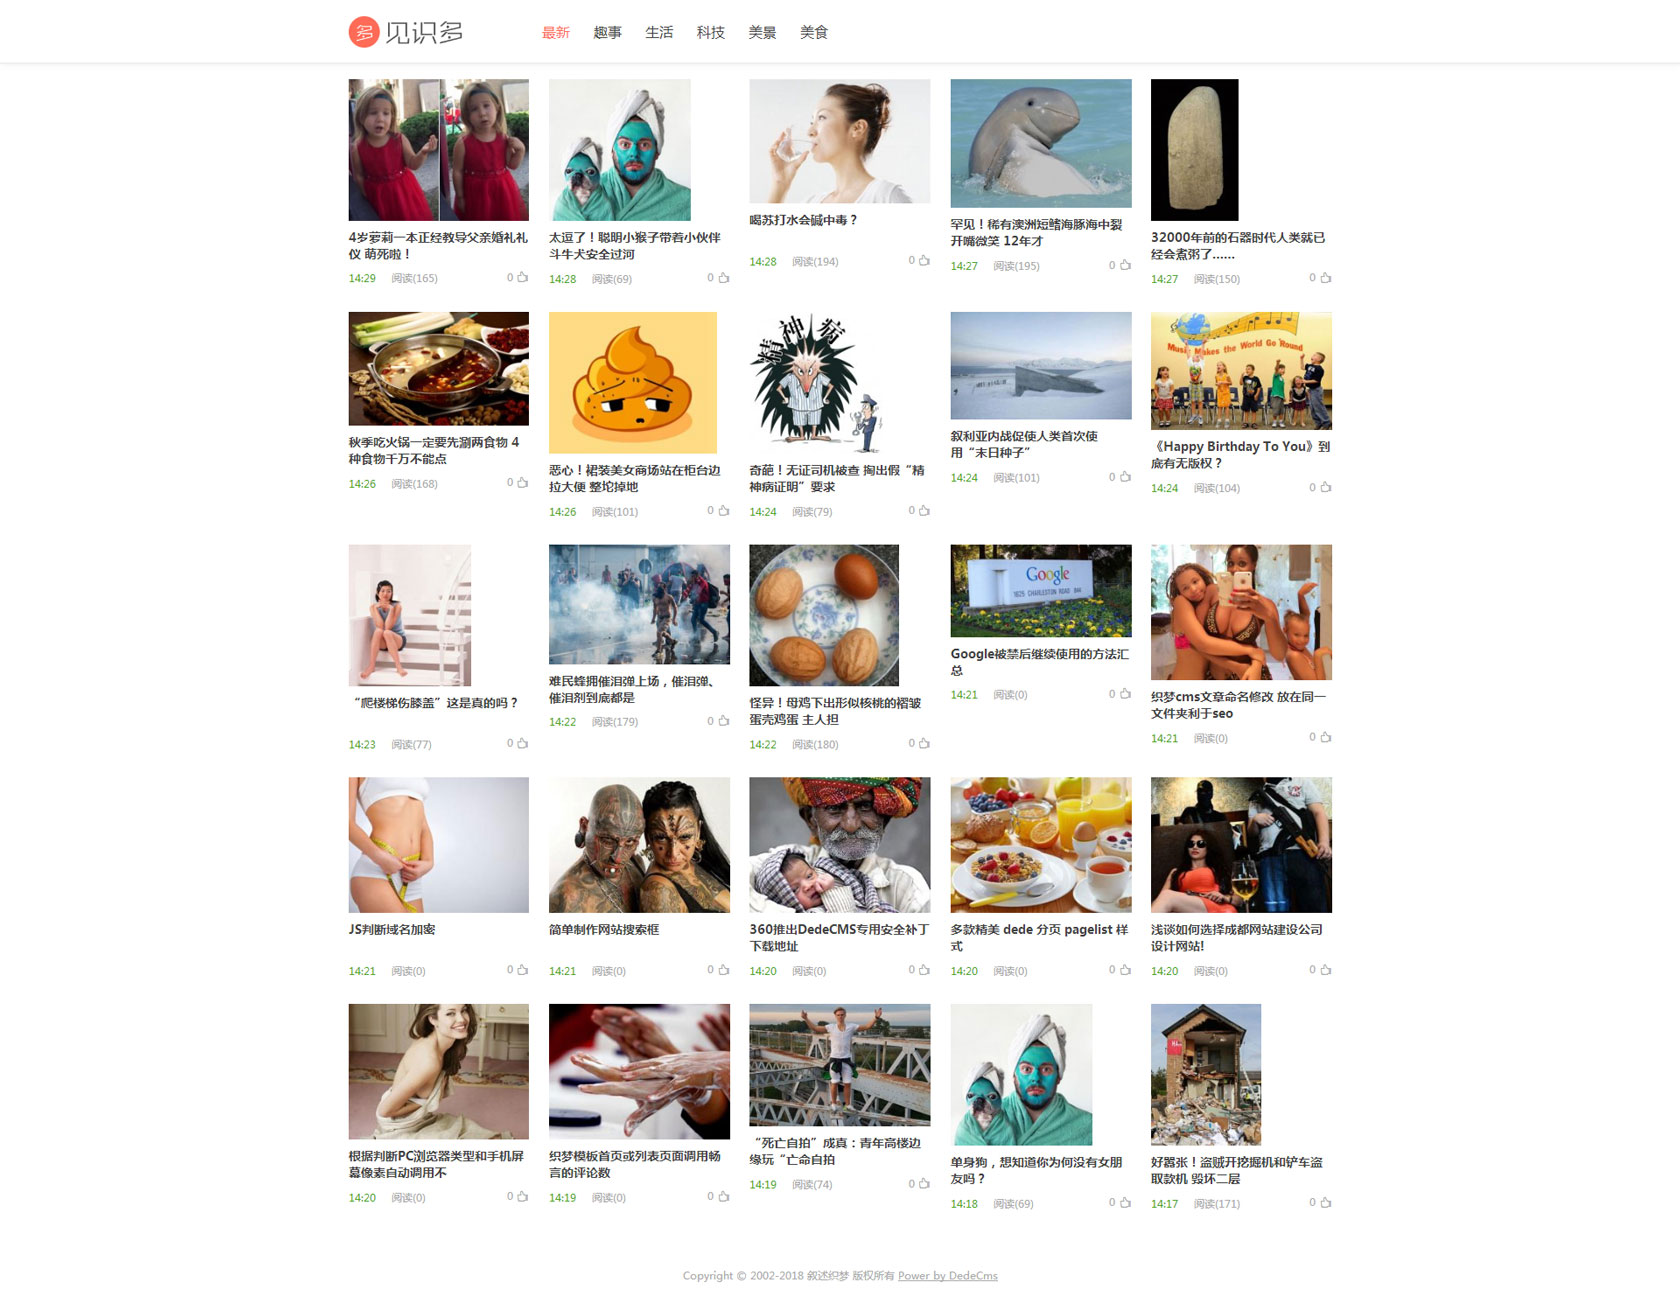 多 见识多
最新 趣事 生活 科技 美景 美食
4岁萝莉一本正经教导父亲婚礼礼
仪 萌死啦！
14:29 阅读(165) 0
太逗了！聪明小猴子带着小伙伴
斗牛犬安全过河
14:28 阅读(69) 0
喝苏打水会碱中毒？
14:28 阅读(194) 0
罕见！稀有澳洲短鳍海豚海中裂
开嘴微笑 12年才
14:27 阅读(195) 0
32000年前的石器时代人类就已
经会煮粥了……
14:27 阅读(150) 0
秋季吃火锅一定要先涮两食物 4
种食物千万不能点
14:26 阅读(168) 0
恶心！裙装美女商场站在柜台边
拉大便 整坨掉地
14:26 阅读(101) 0
精神病
奇葩！无证司机被查 掏出假“精
神病证明”要求
14:24 阅读(79) 0
叙利亚内战促使人类首次使
用“末日种子”
14:24 阅读(101) 0
Music Makes the World Go 'Round
《Happy Birthday To You》到
底有无版权？
14:24 阅读(104) 0
“爬楼梯伤膝盖”这是真的吗？
14:23 阅读(77) 0
难民蜂拥催泪弹上场，催泪弹、
催泪剂到底都是
14:22 阅读(179) 0
怪异！母鸡下出形似核桃的褶皱
蛋壳鸡蛋 主人担
14:22 阅读(180) 0
Google
1625 CHARLESTON ROAD
Google被禁后继续使用的方法汇
总
14:21 阅读(0) 0
织梦cms文章命名修改 放在同一
文件夹利于seo
14:21 阅读(0) 0
JS判断域名加密
14:21 阅读(0) 0
简单制作网站搜索框
14:21 阅读(0) 0
360推出DedeCMS专用安全补丁
下载地址
14:20 阅读(0) 0
多款精美 dede 分页 pagelist 样
式
14:20 阅读(0) 0
浅谈如何选择成都网站建设公司
设计网站!
14:20 阅读(0) 0
根据判断PC浏览器类型和手机屏
幕像素自动调用不
14:20 阅读(0) 0
织梦模板首页或列表页面调用畅
言的评论数
14:19 阅读(0) 0
“死亡自拍”成真：青年高楼边
缘玩“亡命自拍
14:19 阅读(74) 0
单身狗，想知道你为何没有女朋
友吗？
14:18 阅读(69) 0
好嚣张！盗贼开挖掘机和铲车盗
取款机 毁坏二层
14:17 阅读(171) 0
Copyright © 2002-2018 叙述织梦 版权所有 Power by DedeCms